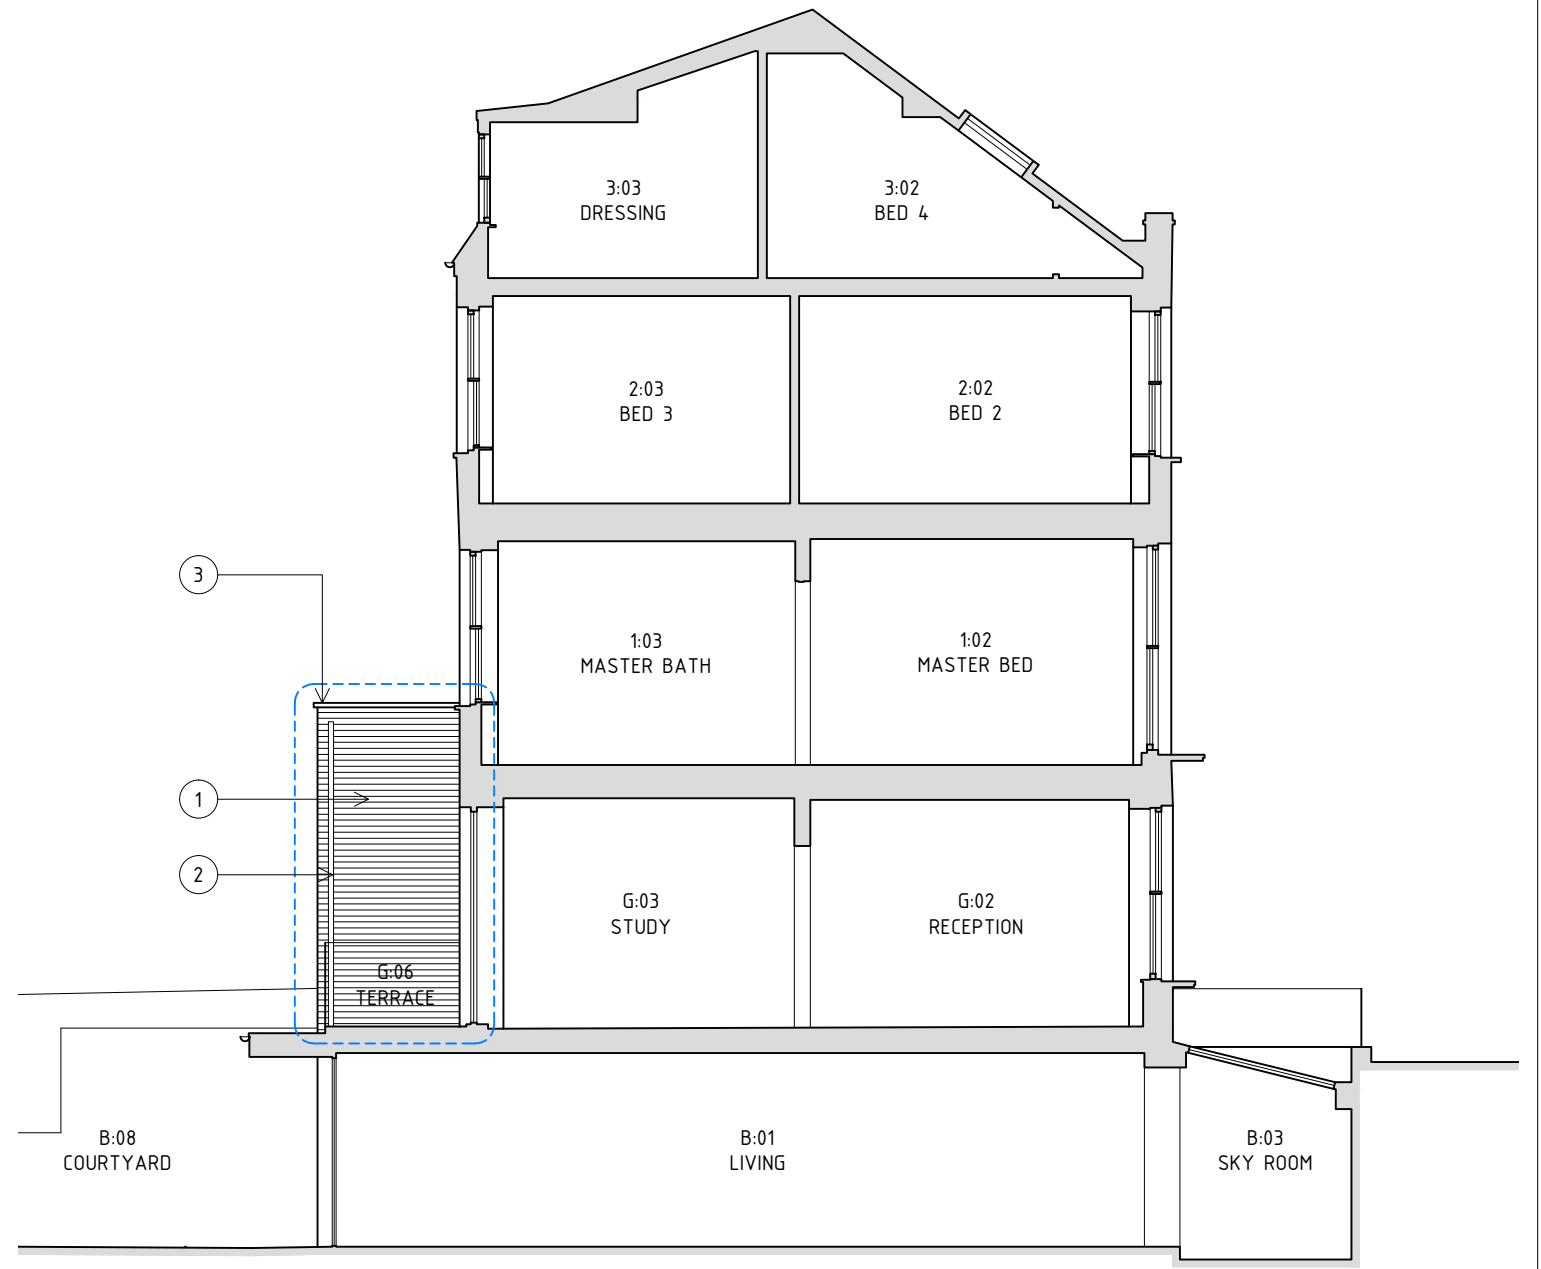 3:03
DRESSING
3:02
BED 4
2:03
BED 3
2:02
BED 2
3
1:03
MASTER BATH
1:02
MASTER BED
1
2
G:03
STUDY
G:02
RECEPTION
G:06
TERRACE
B:08
COURTYARD
B:01
LIVING
B:03
SKY ROOM